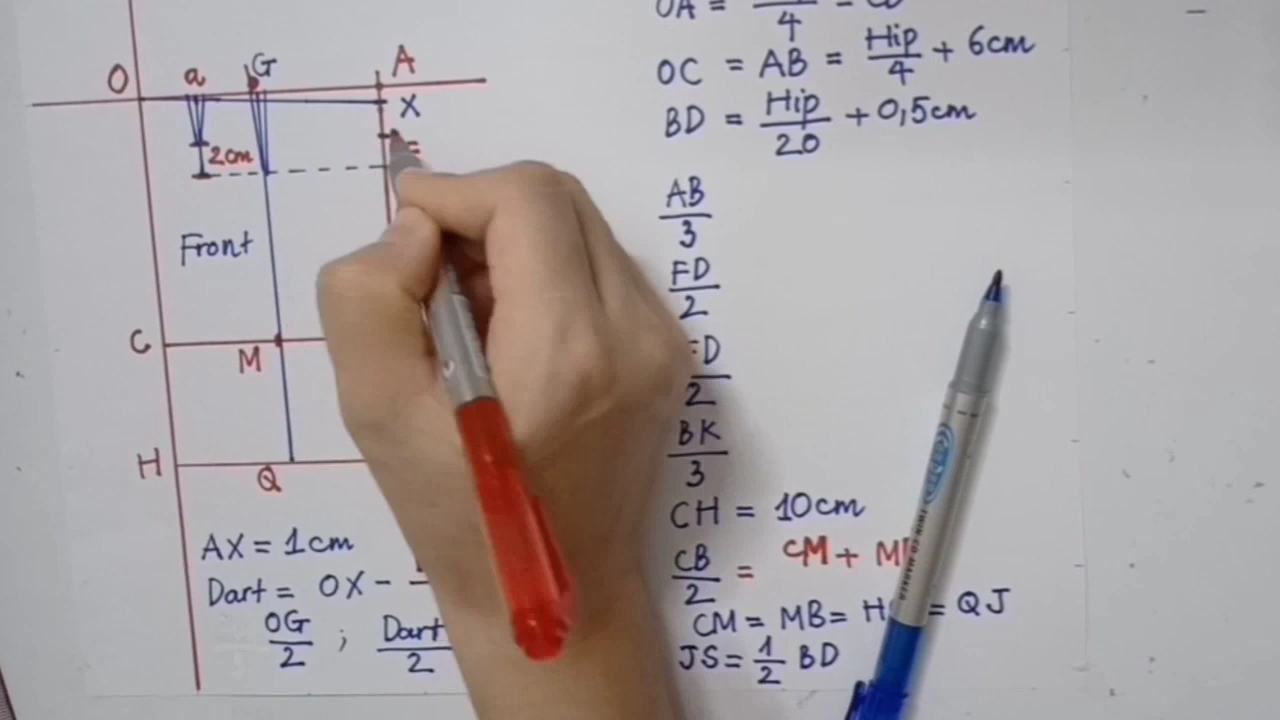 OA = 4
OC = AB = Hip/4 + 6cm
BD = Hip/20 + 0,5cm
O a G A
X
2cm
Front
AB/3
FD/2
D/2
C M
BK/3
H Q
CH = 10cm
AX = 1cm
CB/2 = CM + M
Dart = OX -
CM = MB = H = QJ
OG/2 ; Dart/2
JS = 1/2 BD